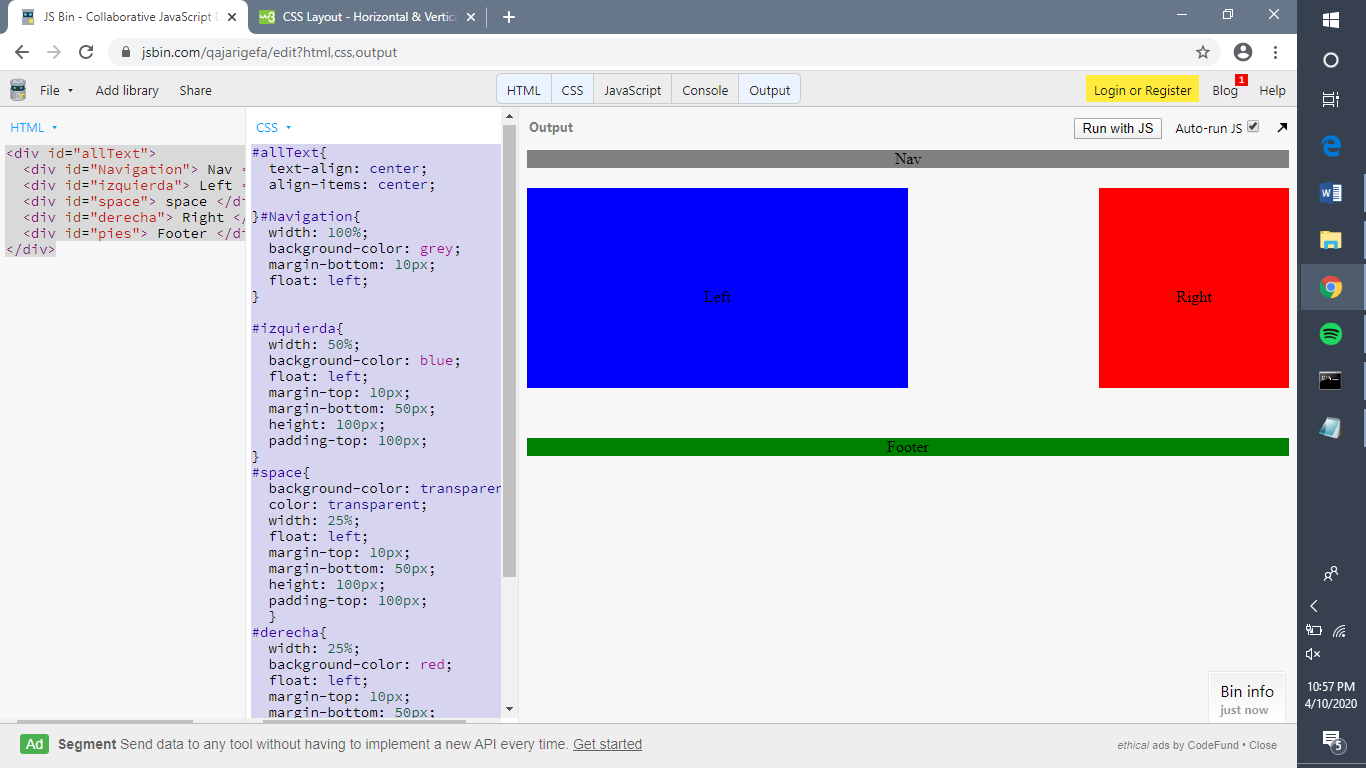 JS Bin - Collaborative JavaScript D
CSS Layout - Horizontal & Vertica
jsbin.com/qajarigefa/edit?html,css,output
File
Add library
Share
HTML
CSS
JavaScript
Console
Output
Login or Register
Blog
1
Help
HTML
<div id="allText">
<div id="Navigation"> Nav <
<div id="izquierda"> Left <
<div id="space"> space </di
<div id="derecha"> Right </
<div id="pies"> Footer </di
</div>
CSS
#allText{
text-align: center;
align-items: center;
}#Navigation{
width: 100%;
background-color: grey;
margin-bottom: 10px;
float: left;
}
#izquierda{
width: 50%;
background-color: blue;
float: left;
margin-top: 10px;
margin-bottom: 50px;
height: 100px;
padding-top: 100px;
}
#space{
background-color: transparen
color: transparent;
width: 25%;
float: left;
margin-top: 10px;
margin-bottom: 50px;
height: 100px;
padding-top: 100px;
}
#derecha{
width: 25%;
background-color: red;
float: left;
margin-top: 10px;
margin-bottom: 50px;
Output
Run with JS
Auto-run JS
Nav
Left
Right
Footer
Bin info
just now
Ad
Segment Send data to any tool without having to implement a new API every time. Get started
ethical ads by CodeFund • Close
10:57 PM
4/10/2020
5